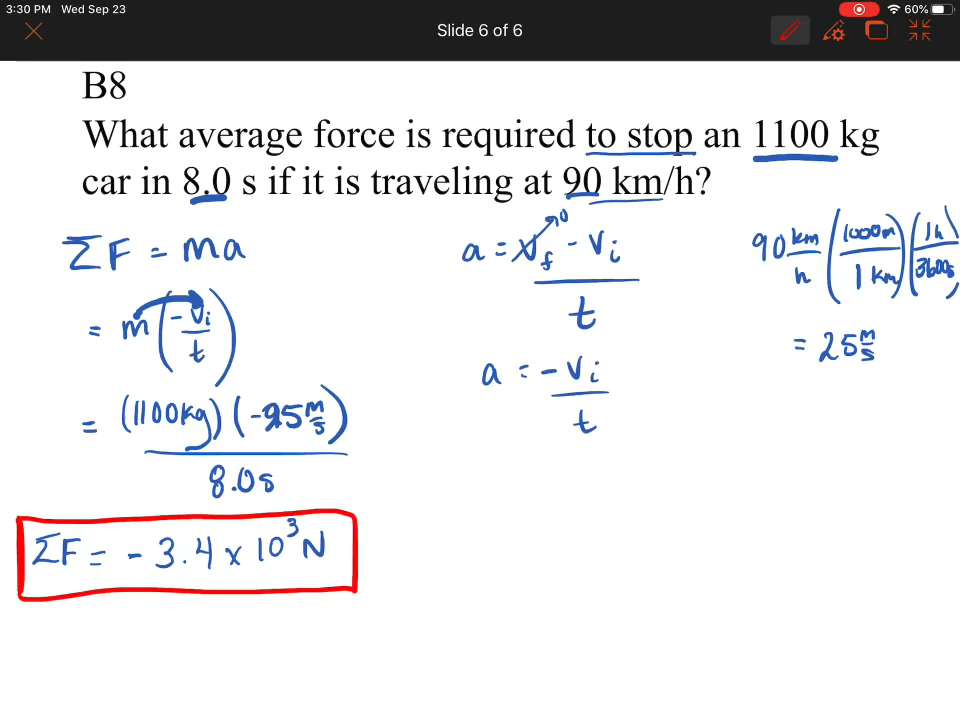 3:30 PM Wed Sep 23 60%
Slide 6 of 6
B8
What average force is required to stop an 1100 kg
car in 8.0 s if it is traveling at 90 km/h?
ΣF = ma
= m(-vi/t)
= (1100kg)(-25 m/s)/8.0s
ΣF = -3.4 x 10³ N
a = vf→0 - vi/t
a = -vi/t
90 km/h (1000m/1 km)(1h/3600s)
= 25 m/s